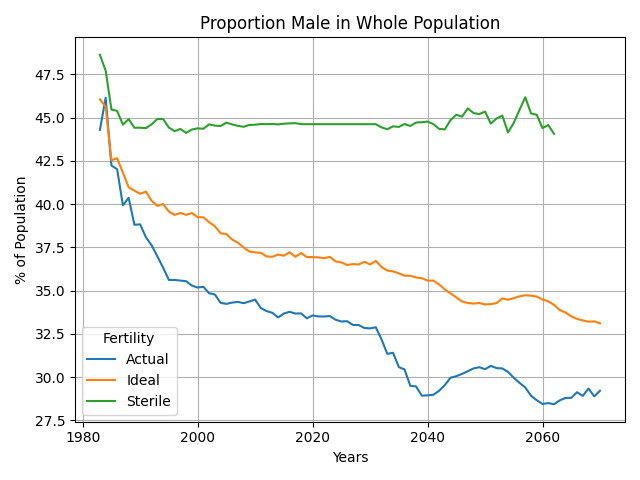 Proportion Male in Whole Population
% of Population
47.5
45.0
42.5
40.0
37.5
35.0
32.5
30.0
27.5
Fertility
Actual
Ideal
Sterile
1980
2000
2020
2040
2060
Years